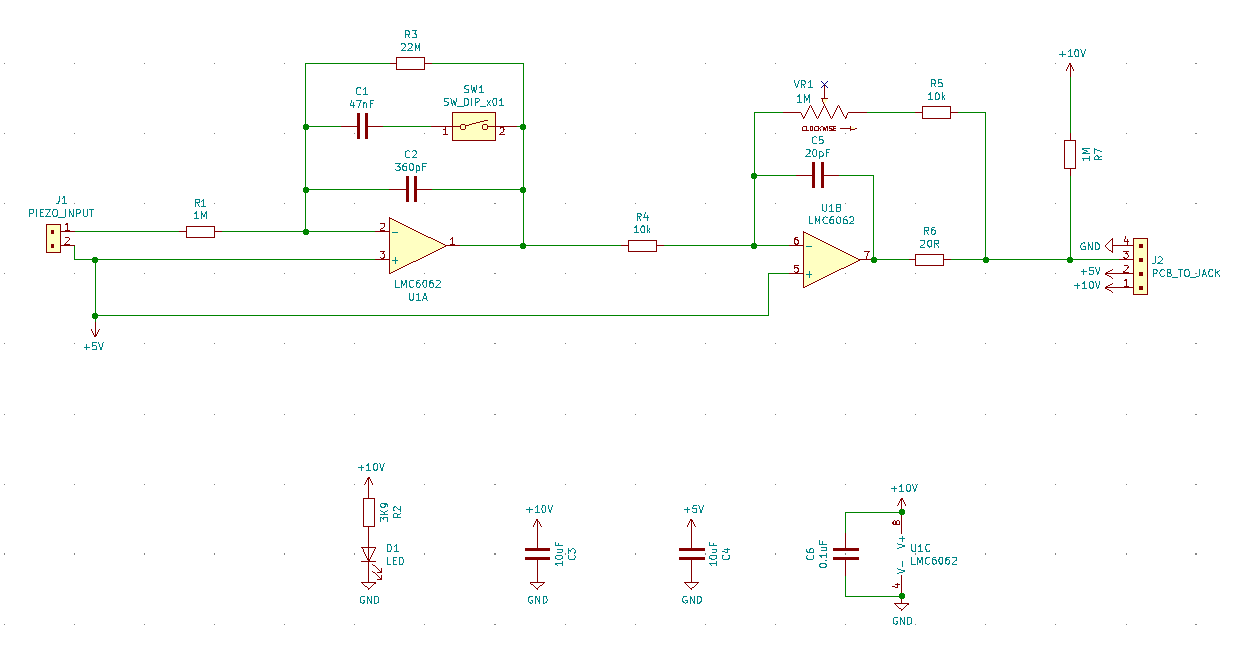 R3
22M
C1
47nF
SW1
SW_DIP_x01
1
2
C2
360pF
J1
PIEZO_INPUT
1
2
R1
1M
2
3
-
+
1
LMC6062
U1A
+5V
R4
10k
VR1
1M
CLOCKWISE
R5
10k
C5
20pF
U1B
LMC6062
6
5
-
+
7
R6
20R
+10V
1M
R7
GND
+5V
+10V
4
3
2
1
J2
PCB_TO_JACK
+10V
3K9
R2
D1
LED
GND
+10V
10uF
C3
GND
+5V
10uF
C4
GND
+10V
C6
0.1uF
8
V+
V-
4
U1C
LMC6062
GND